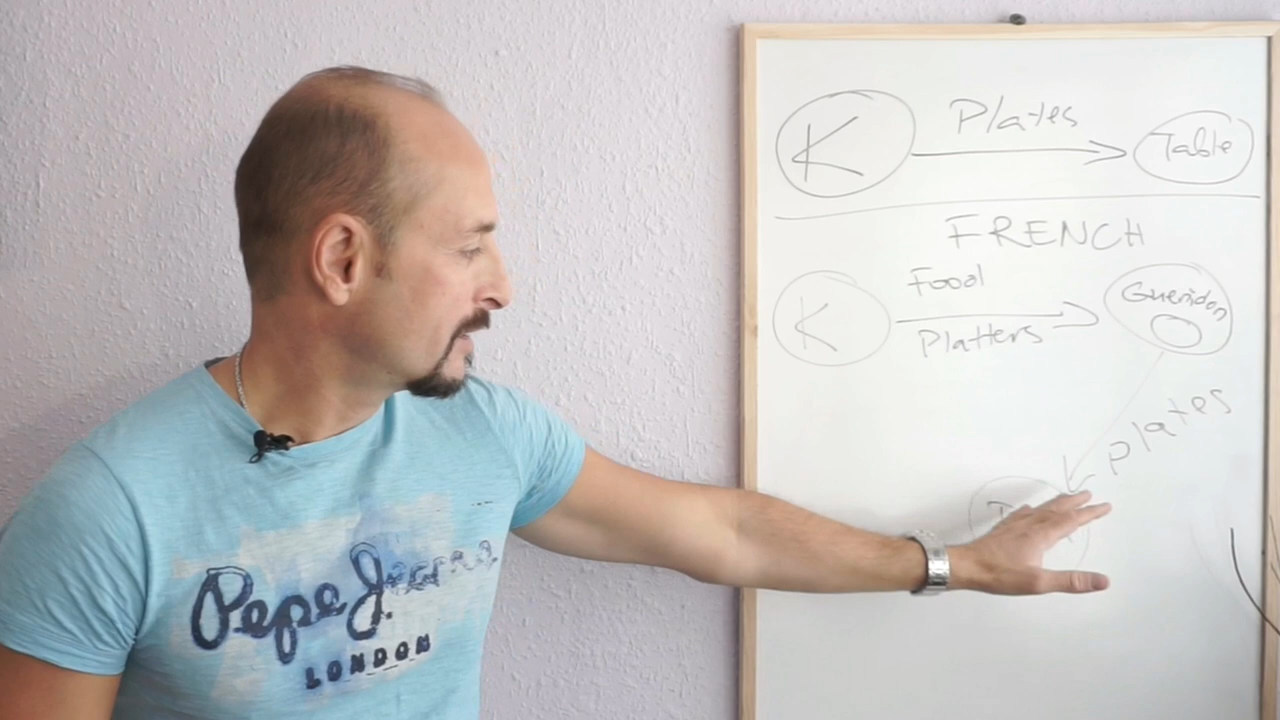 K Plates Table
FRENCH
K Food Gueridon
Platters
plates
Pepe Jeans
LONDON